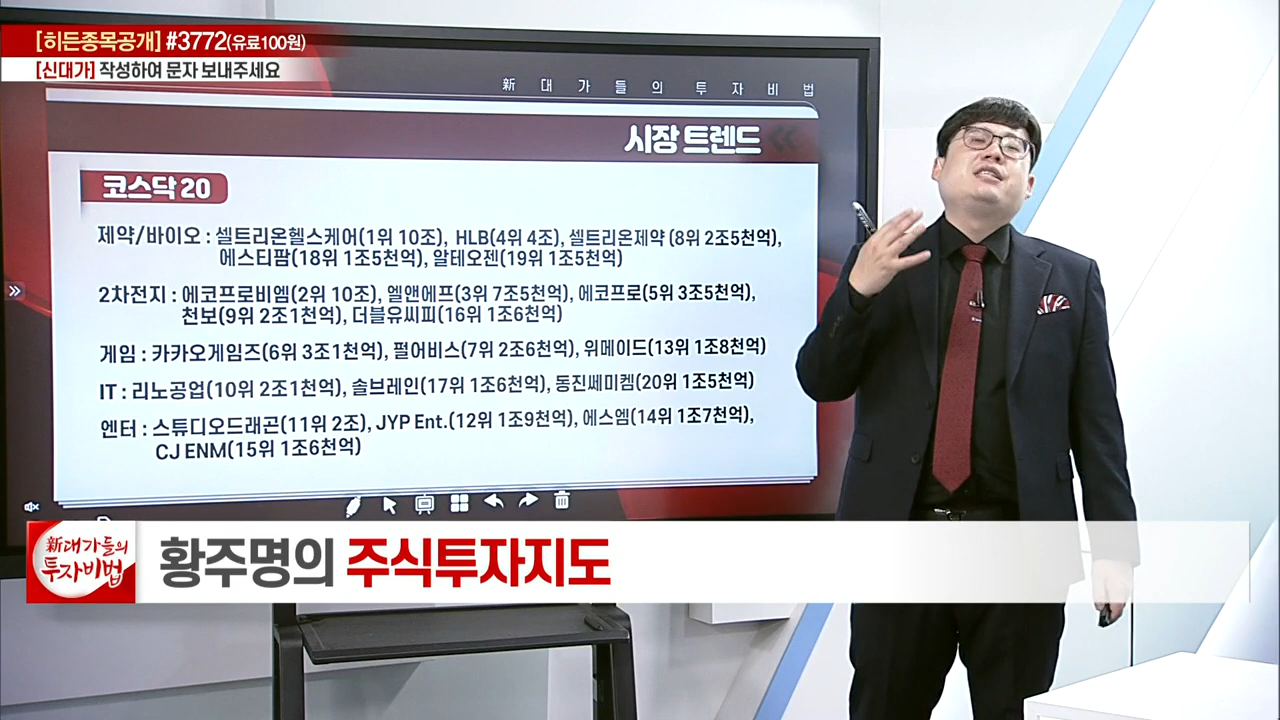 [히든종목공개] #3772(유료100원)
[신대가] 작성하여 문자 보내주세요
新 대 가 들 의 투 자 비 법
시장 트렌드
코스닥 20
제약/바이오 : 셀트리온헬스케어(1위 10조), HLB(4위 4조), 셀트리온제약 (8위 2조5천억),
에스티팜(18위 1조5천억), 알테오젠(19위 1조5천억)
2차전지 : 에코프로비엠(2위 10조), 엘앤에프(3위 7조5천억), 에코프로(5위 3조5천억),
천보(9위 2조1천억), 더블유씨피(16위 1조6천억)
게임 : 카카오게임즈(6위 3조1천억), 펄어비스(7위 2조6천억), 위메이드(13위 1조8천억)
IT : 리노공업(10위 2조1천억), 솔브레인(17위 1조6천억), 동진쎄미켐(20위 1조5천억)
엔터 : 스튜디오드래곤(11위 2조), JYP Ent.(12위 1조9천억), 에스엠(14위 1조7천억),
CJ ENM(15위 1조6천억)
新대가들의
투자비법
황주명의 주식투자지도